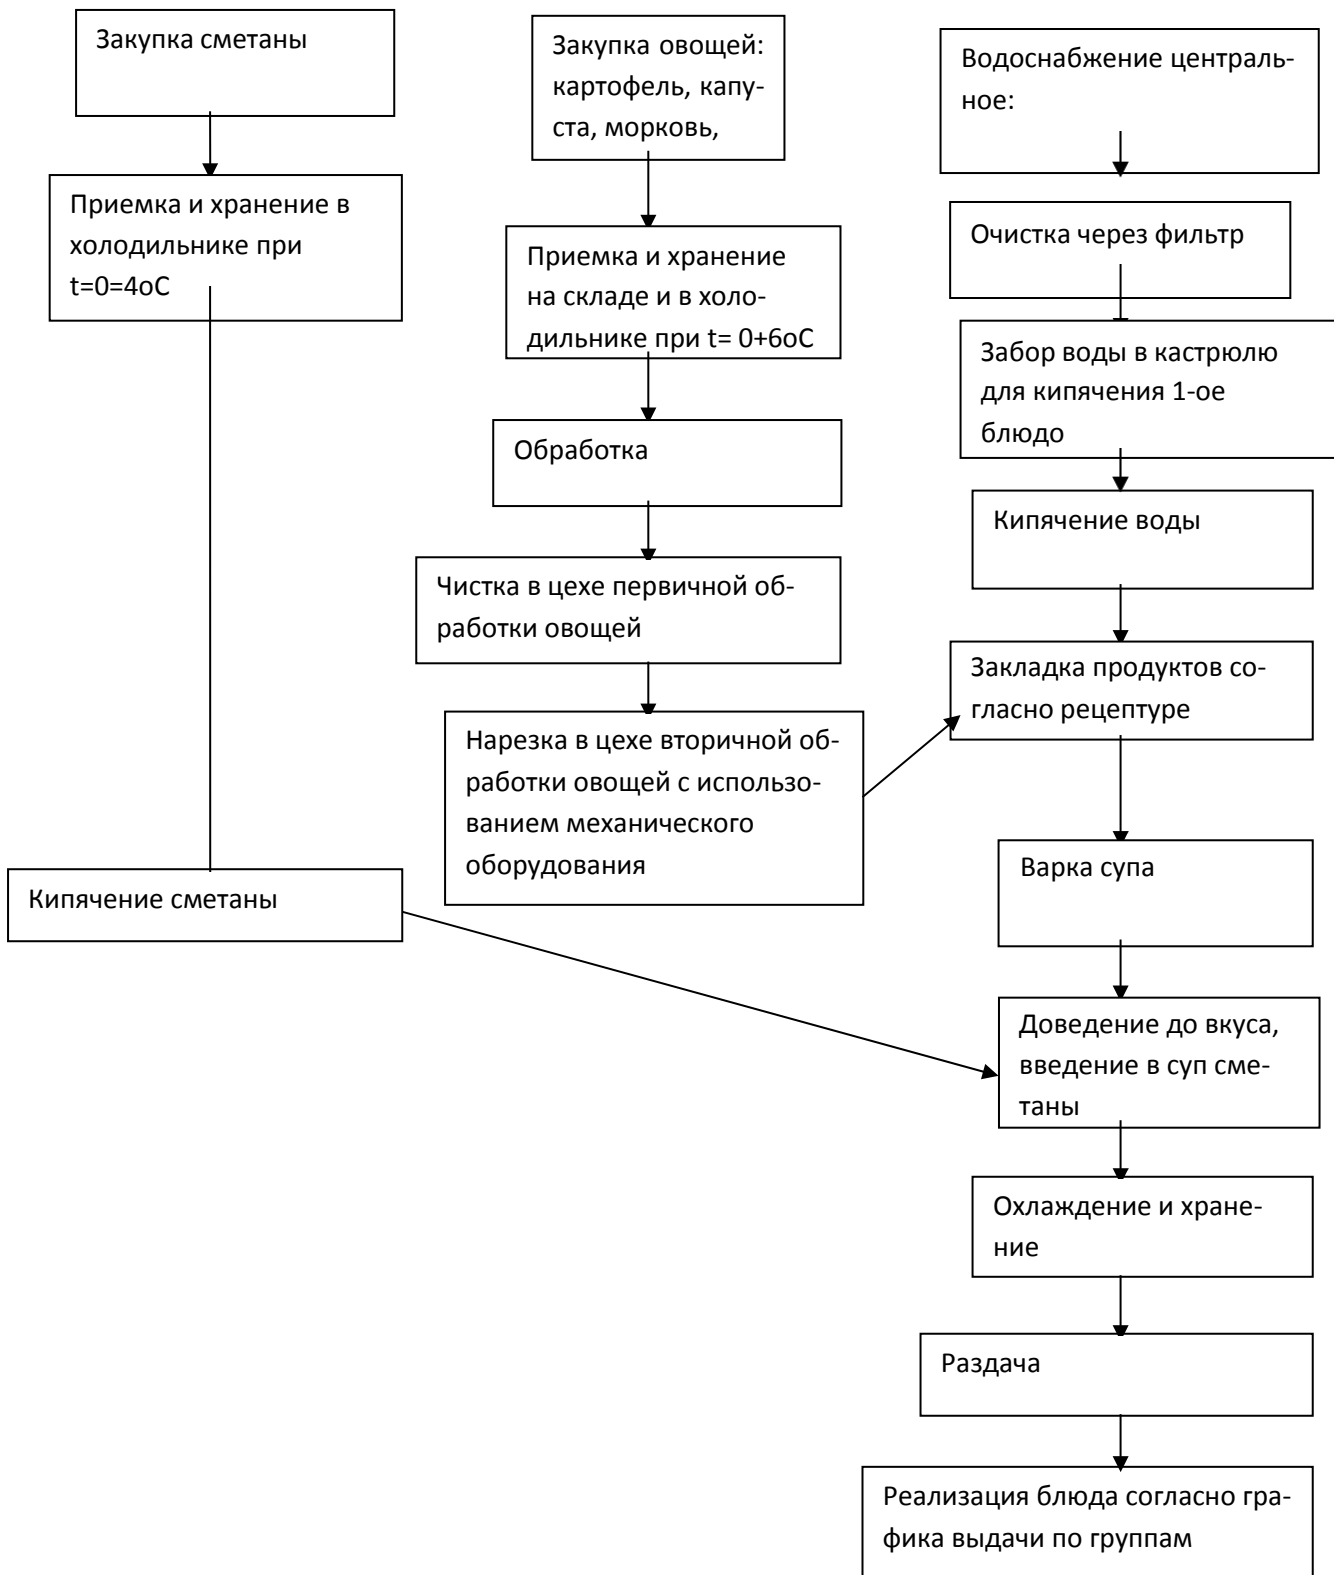 Закупка сметаны
Приемка и хранение в
холодильнике при
t=0=4оС
Кипячение сметаны
Закупка овощей:
картофель, капу-
ста, морковь,
Приемка и хранение
на складе и в холо-
дильнике при t= 0+6оС
Обработка
Чистка в цехе первичной об-
работки овощей
Нарезка в цехе вторичной об-
работки овощей с использо-
ванием механического
оборудования
Водоснабжение централь-
ное:
Очистка через фильтр
Забор воды в кастрюлю
для кипячения 1-ое
блюдо
Кипячение воды
Закладка продуктов со-
гласно рецептуре
Варка супа
Доведение до вкуса,
введение в суп сме-
таны
Охлаждение и хране-
ние
Раздача
Реализация блюда согласно гра-
фика выдачи по группам